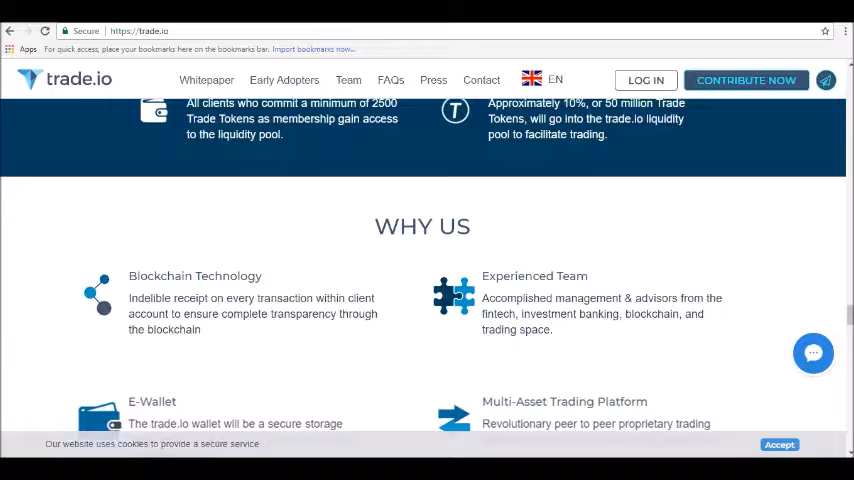 Secure | https://trade.io
Apps For quick access, place your bookmarks here on the bookmarks bar. Import bookmarks now...
trade.io Whitepaper Early Adopters Team FAQs Press Contact EN LOG IN CONTRIBUTE NOW
All clients who commit a minimum of 2500
Trade Tokens as membership gain access
to the liquidity pool.
T
Approximately 10%, or 50 million Trade
Tokens, will go into the trade.io liquidity
pool to facilitate trading.
WHY US
Blockchain Technology
Indelible receipt on every transaction within client
account to ensure complete transparency through
the blockchain
Experienced Team
Accomplished management & advisors from the
fintech, investment banking, blockchain, and
trading space.
E-Wallet
The trade.io wallet will be a secure storage
Multi-Asset Trading Platform
Revolutionary peer to peer proprietary trading
Our website uses cookies to provide a secure service Accept